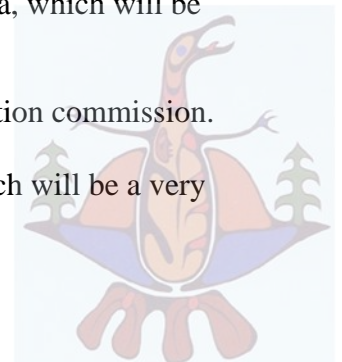 a, which will be
tion commission.
ch will be a very